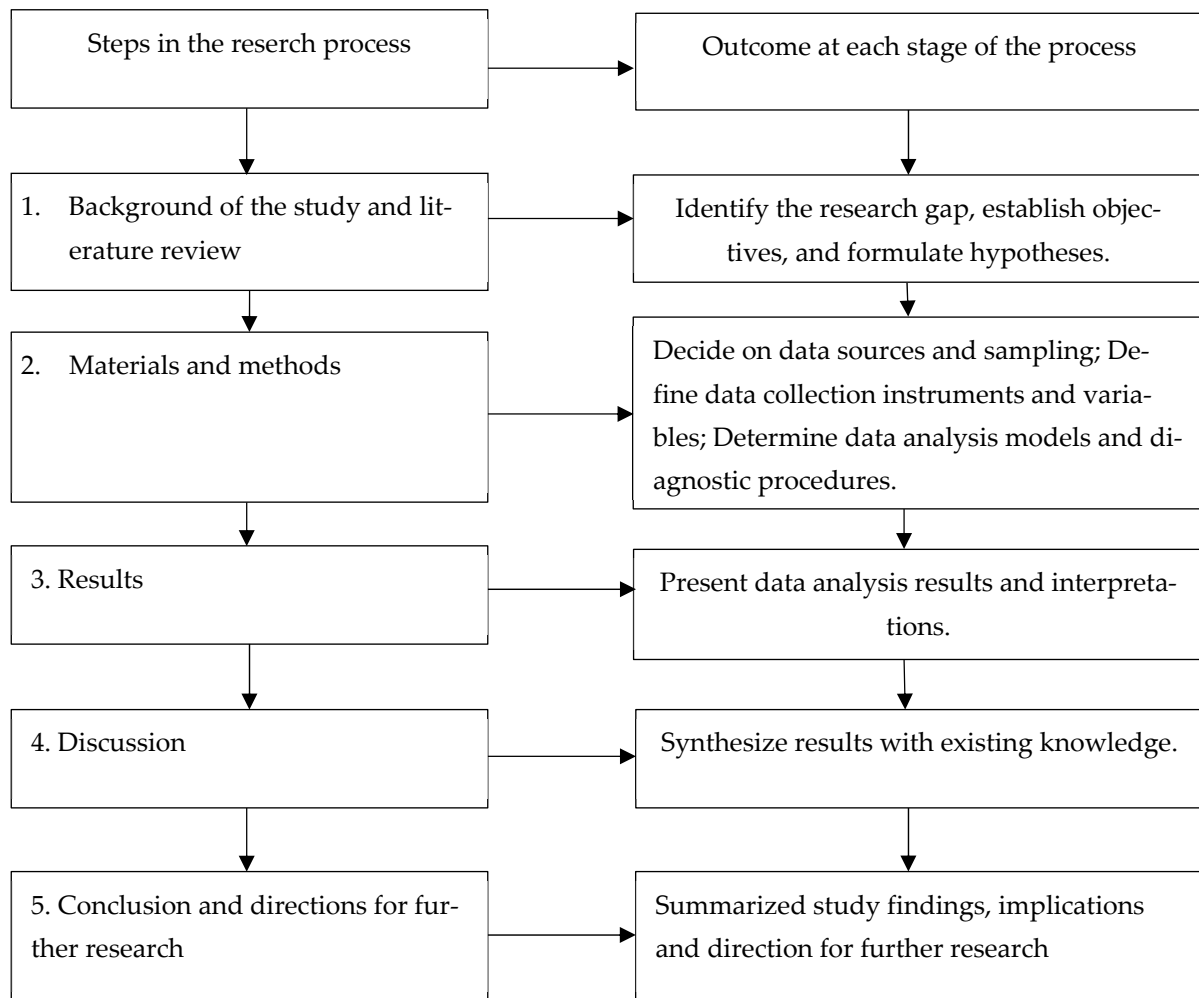 Steps in the reserch process
Outcome at each stage of the process
1. Background of the study and lit-
erature review
Identify the research gap, establish objec-
tives, and formulate hypotheses.
2. Materials and methods
Decide on data sources and sampling; De-
fine data collection instruments and varia-
bles; Determine data analysis models and di-
agnostic procedures.
3. Results
Present data analysis results and interpreta-
tions.
4. Discussion
Synthesize results with existing knowledge.
5. Conclusion and directions for fur-
ther research
Summarized study findings, implications
and direction for further research